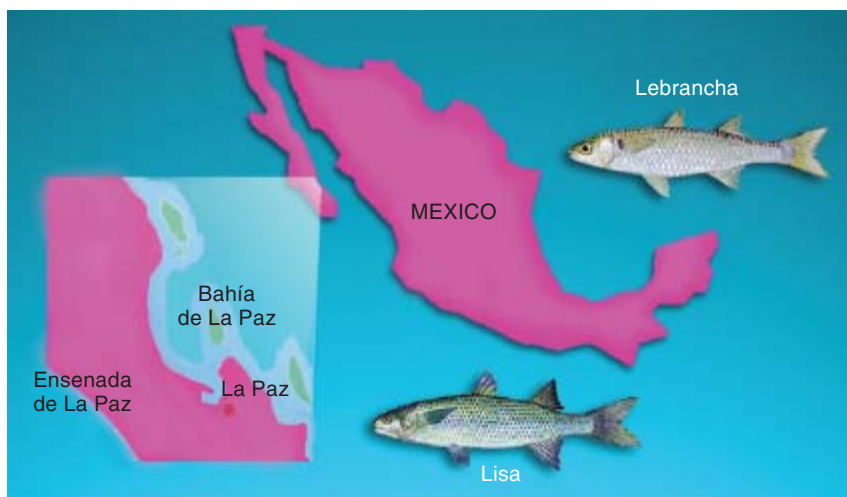 Lebrancha
MEXICO
Bahía
de La Paz
Ensenada
de La Paz
La Paz
Lisa